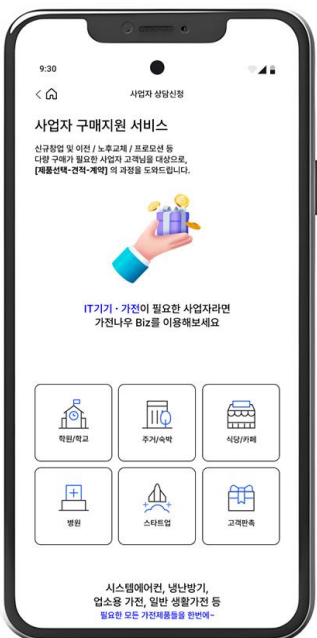 9:30
사업자 상담신청
사업자 구매지원 서비스
신규창업 및 이전 / 노후교체 / 프로모션 등
다량 구매가 필요한 사업자 고객님을 대상으로,
[제품선택-견적-계약] 의 과정을 도와드립니다.
IT기기 · 가전이 필요한 사업자라면
가전나우 Biz를 이용해보세요
학원/학교
주거/숙박
식당/카페
병원
스타트업
고객판촉
시스템에어컨, 냉난방기,
업소용 가전, 일반 생활가전 등
필요한 모든 가전제품들을 한번에~